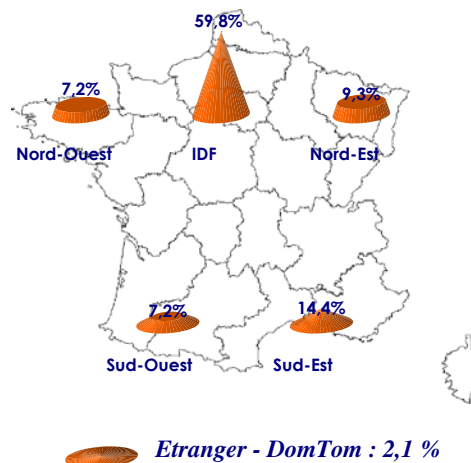 59,8%
7,2%
9,3%
Nord-Ouest
IDF
Nord-Est
7,2%
14,4%
Sud-Ouest
Sud-Est
Etranger - DomTom : 2,1 %